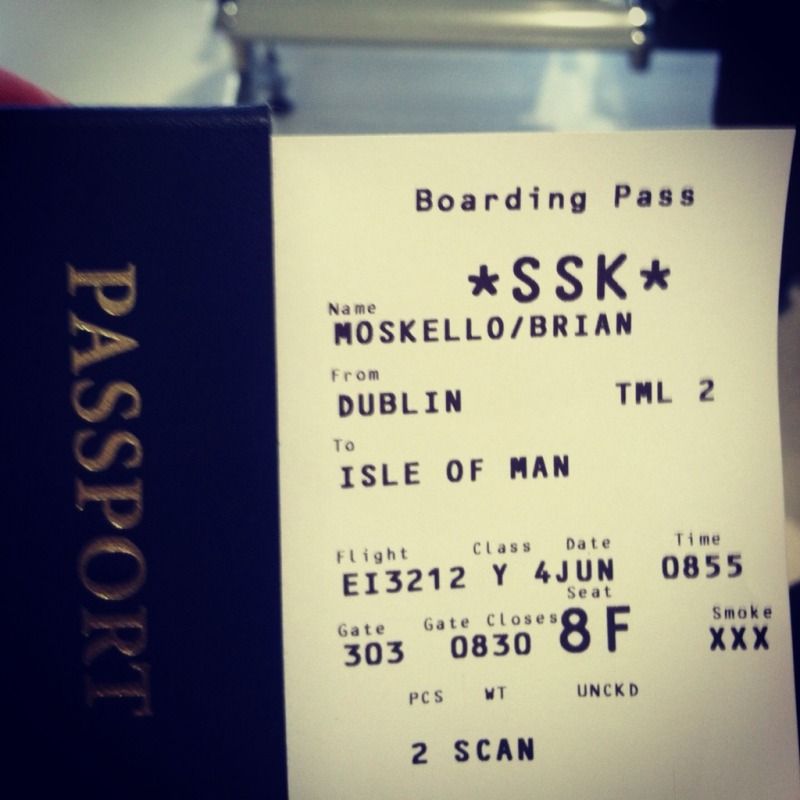 PASSPORT
Boarding Pass
*SSK*
Name
MOSKELLO/BRIAN
From
DUBLIN TML 2
To
ISLE OF MAN
Flight Class Date Time
EI3212 Y 4JUN 0855
Seat
Gate Gate Closes 8F Smoke
303 0830 XXX
PCS WT UNCKD
2 SCAN